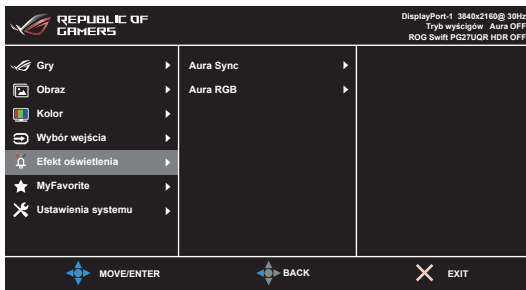 REPUBLIC OF
GAMERS
DisplayPort-1 3840x2160@ 30Hz
Tryb wyścigów Aura OFF
ROG Swift PG27UQR HDR OFF
Gry
Obraz
Kolor
Wybór wejścia
Efekt oświetlenia
MyFavorite
Ustawienia systemu
Aura Sync
Aura RGB
MOVE/ENTER
BACK
EXIT